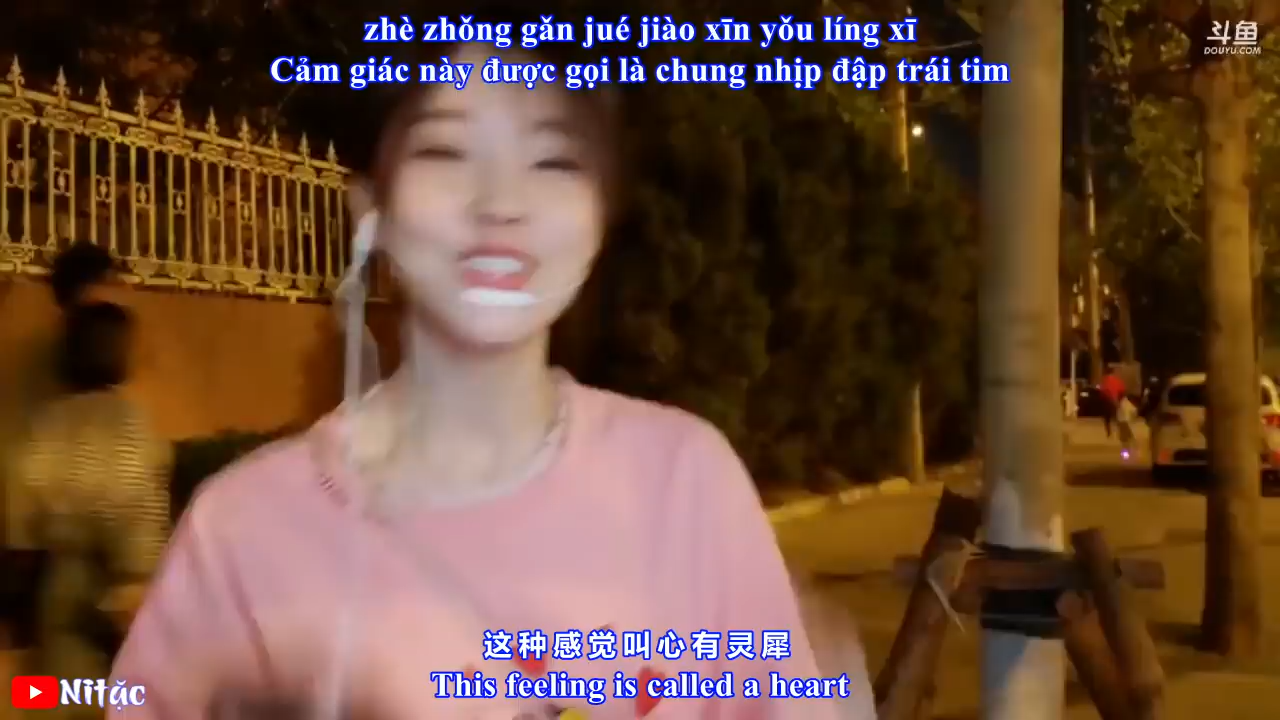 zhè zhǒng gǎn jué jiào xīn yǒu líng xī
Cảm giác này được gọi là chung nhịp đập trái tim
斗鱼
DOUYU.COM
这种感觉叫心有灵犀
This feeling is called a heart
Nitặc